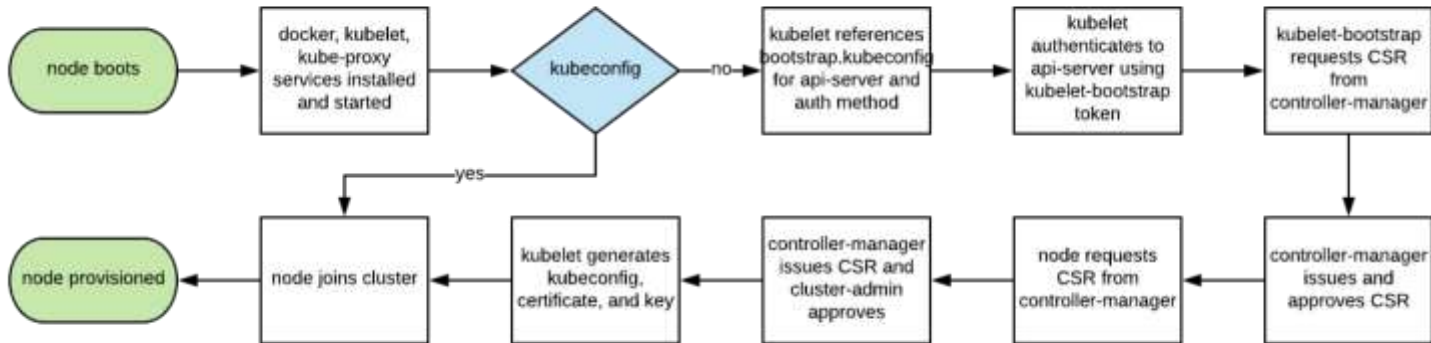 node boots
docker, kubelet,
kube-proxy
services installed
and started
kubeconfig
no
kubelet references
bootstrap.kubeconfig
for api-server and
auth method
kubelet
authenticates to
api-server using
kubelet-bootstrap
token
kubelet-bootstrap
requests CSR
from
controller-manager
yes
node provisioned
node joins cluster
kubelet generates
kubeconfig,
certificate, and key
controller-manager
issues CSR and
cluster-admin
approves
node requests
CSR from
controller-manager
controller-manager
issues and
approves CSR